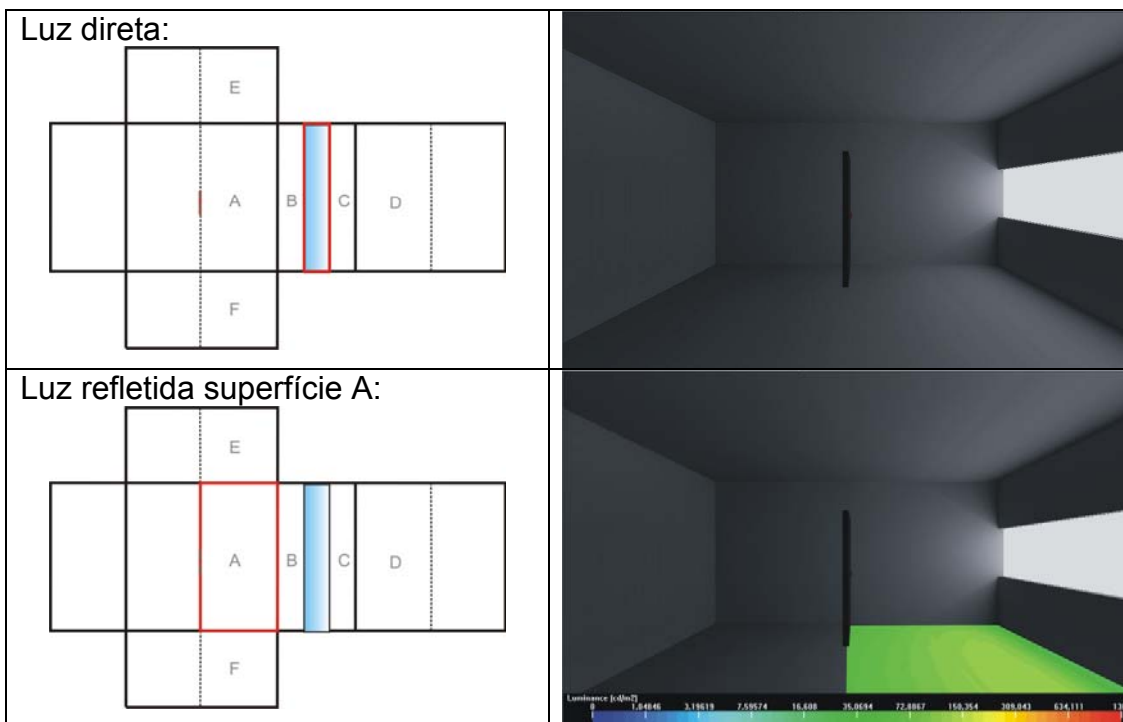 Luz direta:
E
A
B
C
D
F
Luz refletida superfície A:
E
A
B
C
D
F
Luminance [cd/m2]
0 1,04046 3,19619 7,59574 16,608 35,0694 72,8867 150,354 309,043 634,111